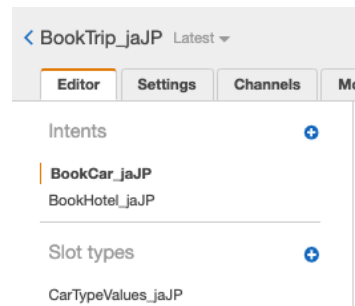 BookTrip_jaJP Latest
Editor Settings Channels
Intents
BookCar_jaJP
BookHotel_jaJP
Slot types
CarTypeValues_jaJP